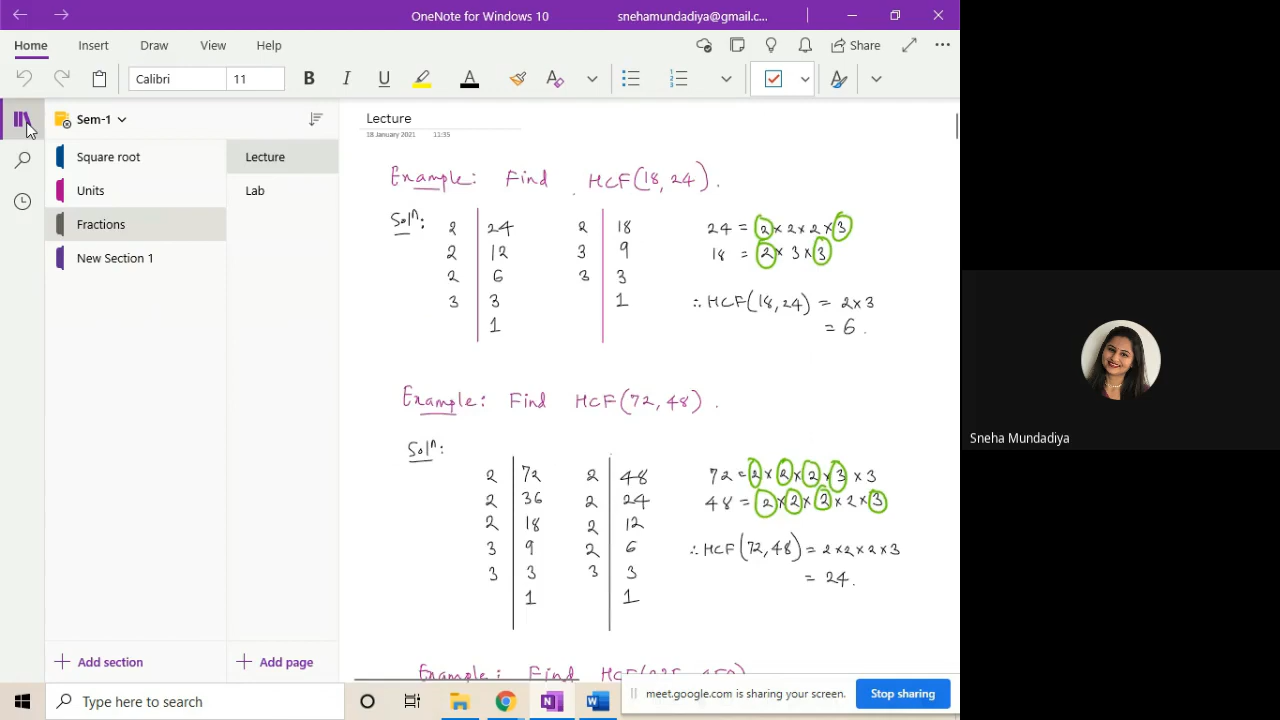 OneNote for Windows 10
snehamundadiya@gmail.c...
Home Insert Draw View Help
Share
Calibri 11 B I U A
Sem-1
Square root
Units
Fractions
New Section 1
Lecture
Lab
Add section
Add page
Lecture
18 January 2021 11:35
Example: Find HCF(18,24).
Solⁿ:
2 | 24
2 | 12
2 | 6
3 | 3
1
2 | 18
3 | 9
3 | 3
1
24 = 2 × 2 × 2 × 3
18 = 2 × 3 × 3
∴ HCF(18,24) = 2×3
= 6.
Example: Find HCF(72,48).
Solⁿ:
2 | 72
2 | 36
2 | 18
3 | 9
3 | 3
1
2 | 48
2 | 24
2 | 12
2 | 6
3 | 3
1
72 = 2 × 2 × 2 × 3 × 3
48 = 2 × 2 × 2 × 2 × 3
∴ HCF(72,48) = 2×2×2×3
= 24.
Example: Find HCF(
Type here to search
meet.google.com is sharing your screen.
Stop sharing
Sneha Mundadiya